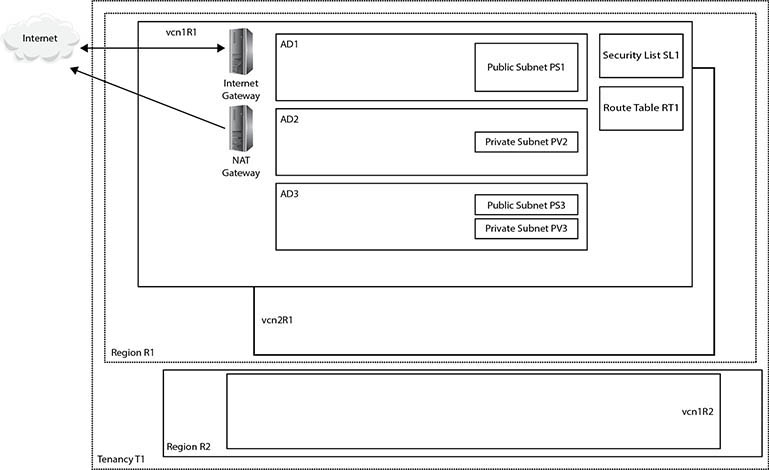 Internet
vcn1R1
Internet
Gateway
NAT
Gateway
AD1
Public Subnet PS1
AD2
Private Subnet PV2
AD3
Public Subnet PS3
Private Subnet PV3
Security List SL1
Route Table RT1
vcn2R1
Region R1
vcn1R2
Region R2
Tenancy T1